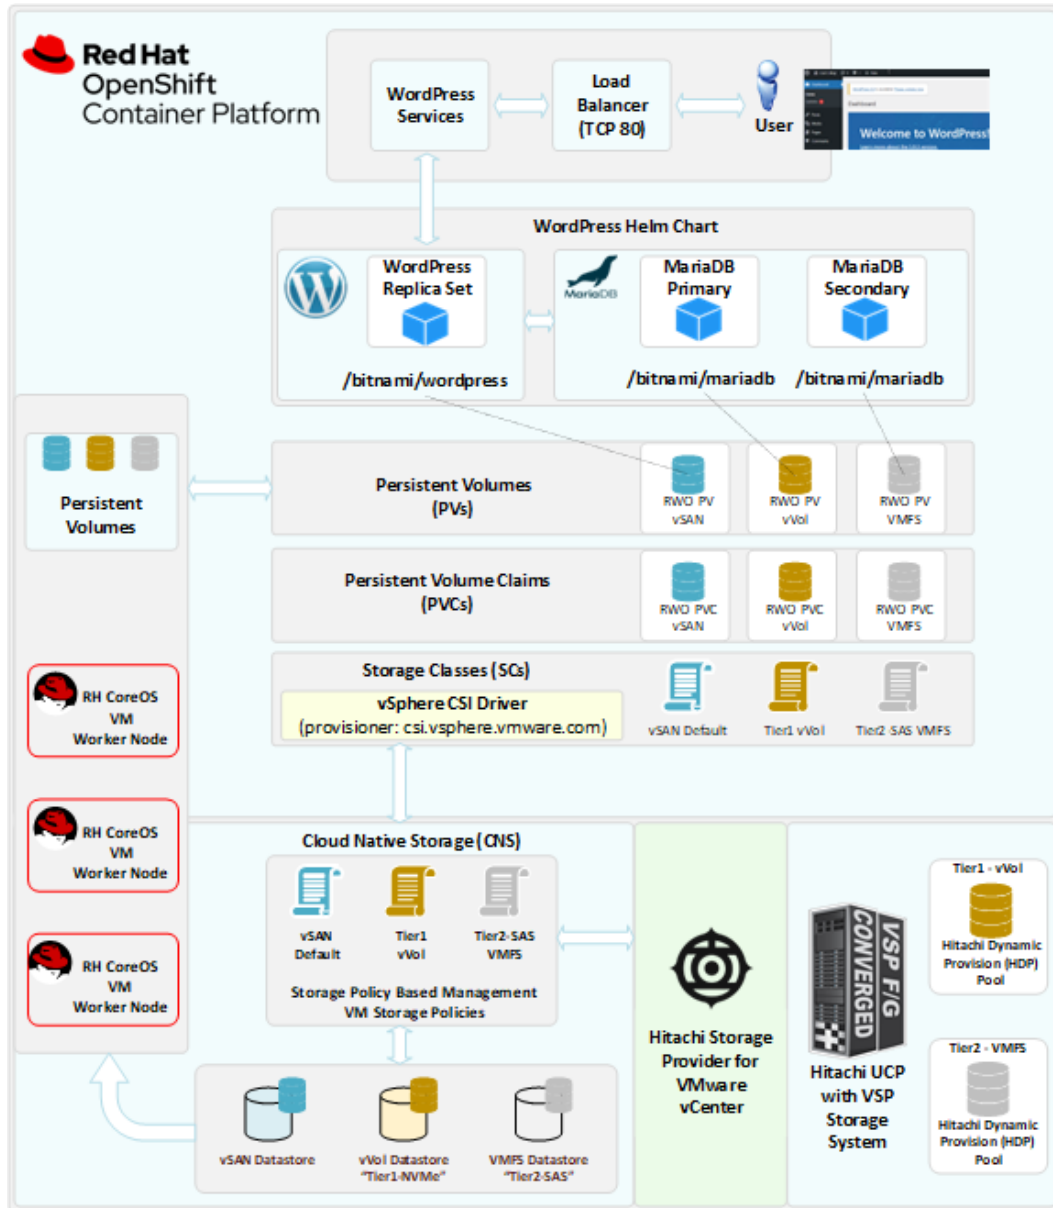 Red Hat
OpenShift
Container Platform
WordPress
Services
Load
Balancer
(TCP 80)
User
Dashboard
Welcome to WordPress!
WordPress Helm Chart
WordPress
Replica Set
/bitnami/wordpress
MariaDB
MariaDB
Primary
/bitnami/mariadb
MariaDB
Secondary
/bitnami/mariadb
Persistent
Volumes
Persistent Volumes
(PVs)
RWO PV
vSAN
RWO PV
vVol
RWO PV
VMFS
Persistent Volume Claims
(PVCs)
RWO PVC
vSAN
RWO PVC
vVol
RWO PVC
VMFS
Storage Classes (SCs)
vSphere CSI Driver
(provisioner: csi.vsphere.vmware.com)
vSAN Default
Tier1 vVol
Tier2-SAS VMFS
RH CoreOS
VM
Worker Node
RH CoreOS
VM
Worker Node
RH CoreOS
VM
Worker Node
Cloud Native Storage (CNS)
vSAN
Default
Tier1
vVol
Tier2-SAS
VMFS
Storage Policy Based Management
VM Storage Policies
vSAN Datastore
vVol Datastore
"Tier1-NVMe"
VMFS Datastore
"Tier2-SAS"
Hitachi Storage
Provider for
VMware
vCenter
VSP F/G
CONVERGED
Hitachi UCP
with VSP
Storage
System
Tier1 - vVol
Hitachi Dynamic
Provision (HDP)
Pool
Tier2 - VMFS
Hitachi Dynamic
Provision (HDP)
Pool